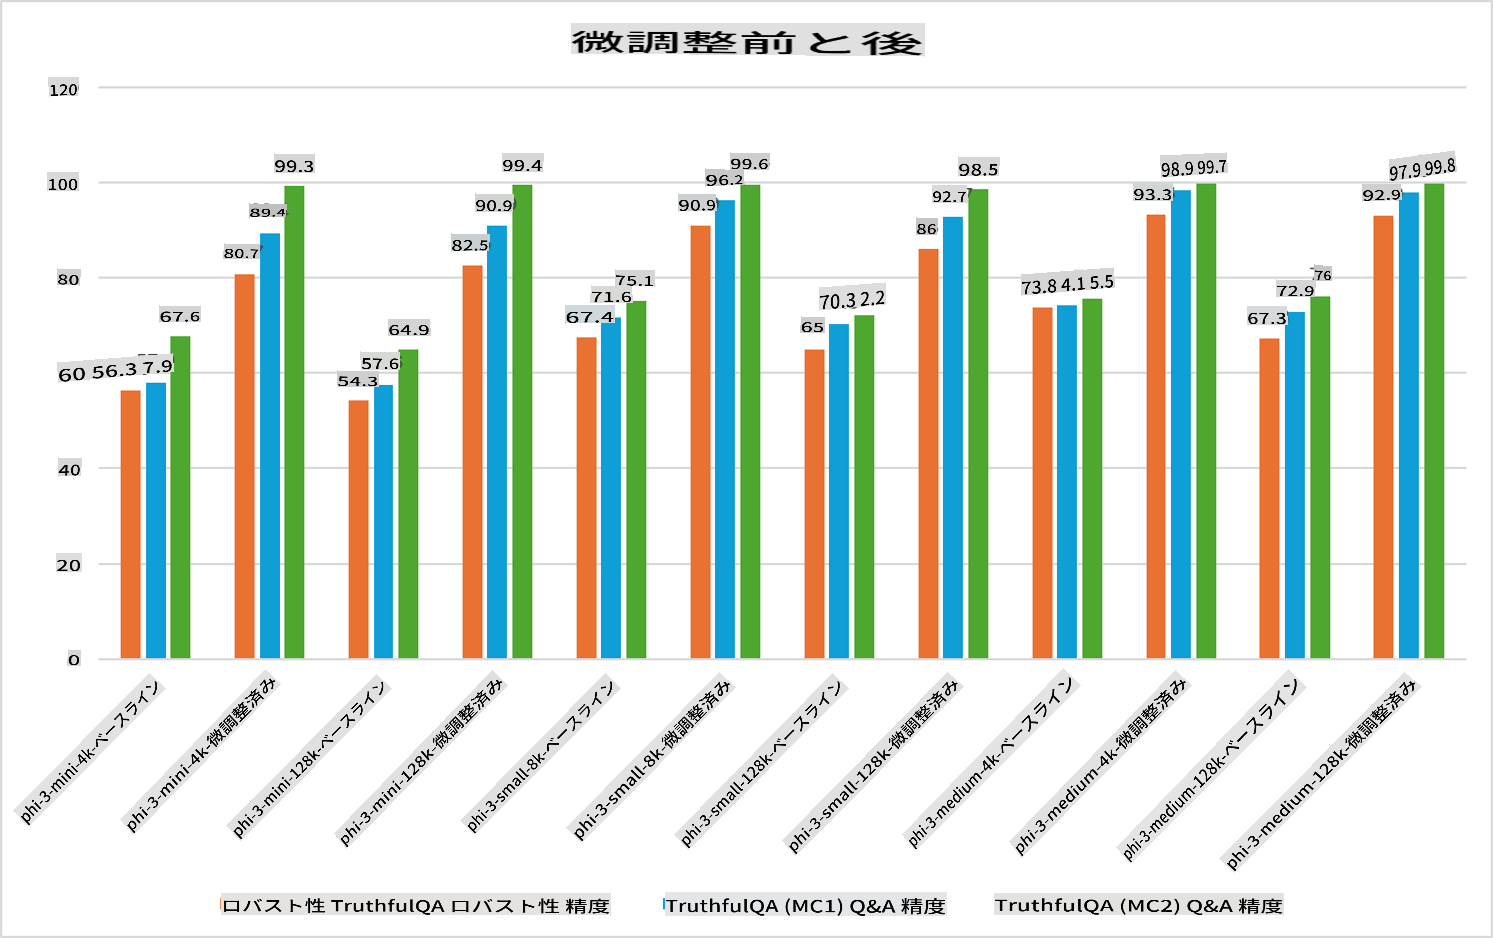 微調整前と後
120
100
80
60
40
20
0
56.3 7.9 67.6
80.7 89.4 99.3
54.3 57.6 64.9
82.5 90.9 99.4
67.4 71.6 75.1
90.9 96.2 99.6
65 70.3 2.2
86 92.7 98.5
73.8 4.1 5.5
93.3 98.9 99.7
67.3 72.9 76
92.9 97.9 99.8
phi-3-mini-4k-ベースライン
phi-3-mini-4k-微調整済み
phi-3-mini-128k-ベースライン
phi-3-mini-128k-微調整済み
phi-3-small-8k-ベースライン
phi-3-small-8k-微調整済み
phi-3-small-128k-ベースライン
phi-3-small-128k-微調整済み
phi-3-medium-4k-ベースライン
phi-3-medium-4k-微調整済み
phi-3-medium-128k-ベースライン
phi-3-medium-128k-微調整済み
ロバスト性 TruthfulQA ロバスト性 精度
TruthfulQA (MC1) Q&A 精度
TruthfulQA (MC2) Q&A 精度